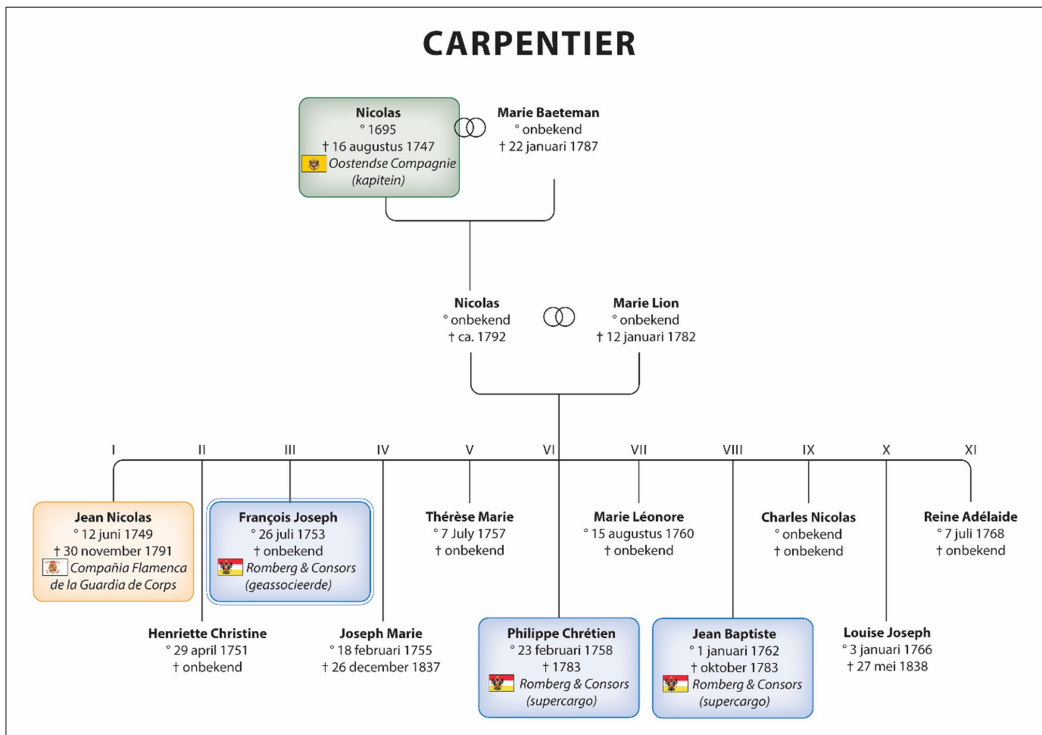 CARPENTIER
Nicolas
° 1695
† 16 augustus 1747
Oostendse Compagnie
(kapitein)
Marie Baeteman
° onbekend
† 22 januari 1787
Nicolas
° onbekend
† ca. 1792
Marie Lion
° onbekend
† 12 januari 1782
I II III IV V VI VII VIII IX X XI
Jean Nicolas
° 12 juni 1749
† 30 november 1791
Compañia Flamenca
de la Guardia de Corps
François Joseph
° 26 juli 1753
† onbekend
Romberg & Consors
(geassocieerde)
Thérèse Marie
° 7 July 1757
† onbekend
Marie Léonore
° 15 augustus 1760
† onbekend
Charles Nicolas
° onbekend
† onbekend
Reine Adélaide
° 7 juli 1768
† onbekend
Henriette Christine
° 29 april 1751
† onbekend
Joseph Marie
° 18 februari 1755
† 26 december 1837
Philippe Chrétien
° 23 februari 1758
† 1783
Romberg & Consors
(supercargo)
Jean Baptiste
° 1 januari 1762
† oktober 1783
Romberg & Consors
(supercargo)
Louise Joseph
° 3 januari 1766
† 27 mei 1838